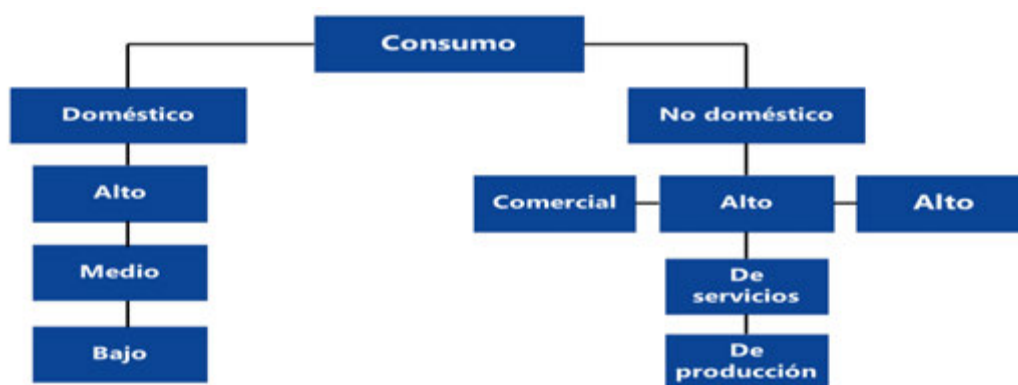 Consumo
Doméstico
No doméstico
Alto
Comercial
Alto
Alto
Medio
De
servicios
Bajo
De
producción